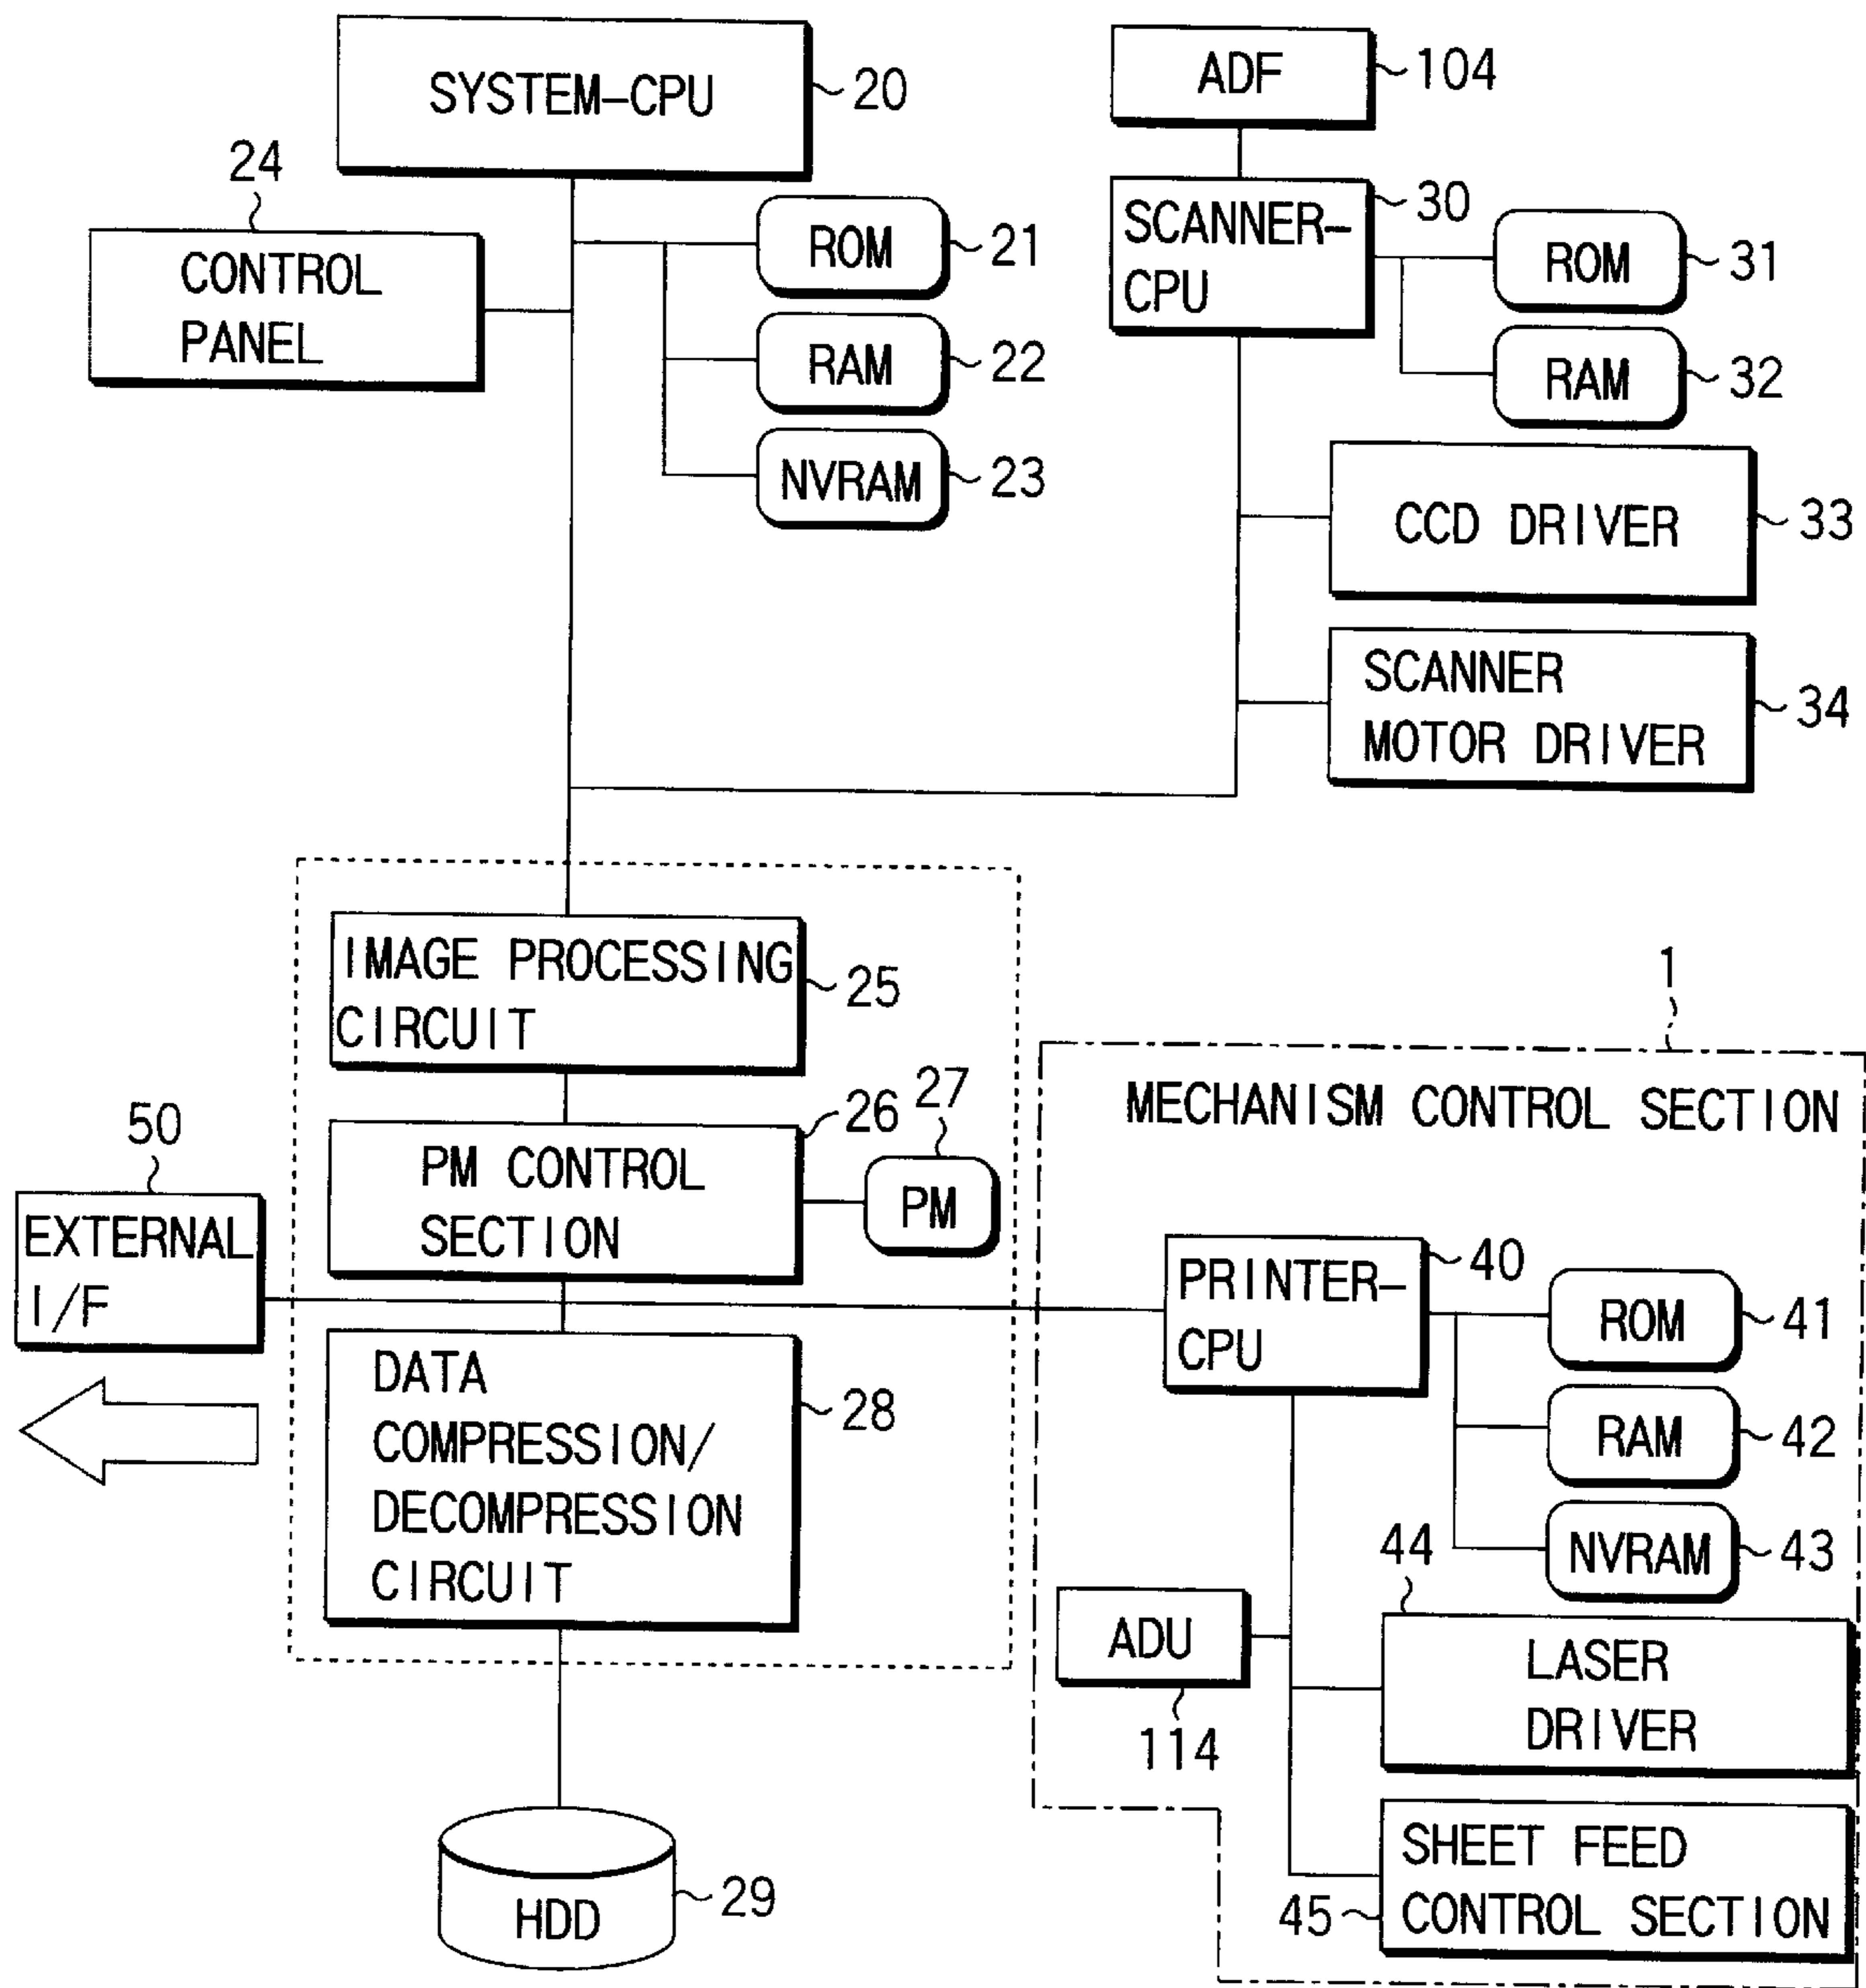 SYSTEM-CPU
20
ADF
104
24
CONTROL
PANEL
ROM
21
RAM
22
NVRAM
23
SCANNER-
CPU
30
ROM
31
RAM
32
CCD DRIVER
33
SCANNER
MOTOR DRIVER
34
IMAGE PROCESSING
CIRCUIT
25
PM CONTROL
SECTION
26
27
PM
50
EXTERNAL
I/F
DATA
COMPRESSION/
DECOMPRESSION
CIRCUIT
28
HDD
29
1
MECHANISM CONTROL SECTION
PRINTER-
CPU
40
ROM
41
RAM
42
NVRAM
43
44
ADU
114
LASER
DRIVER
SHEET FEED
CONTROL SECTION
45